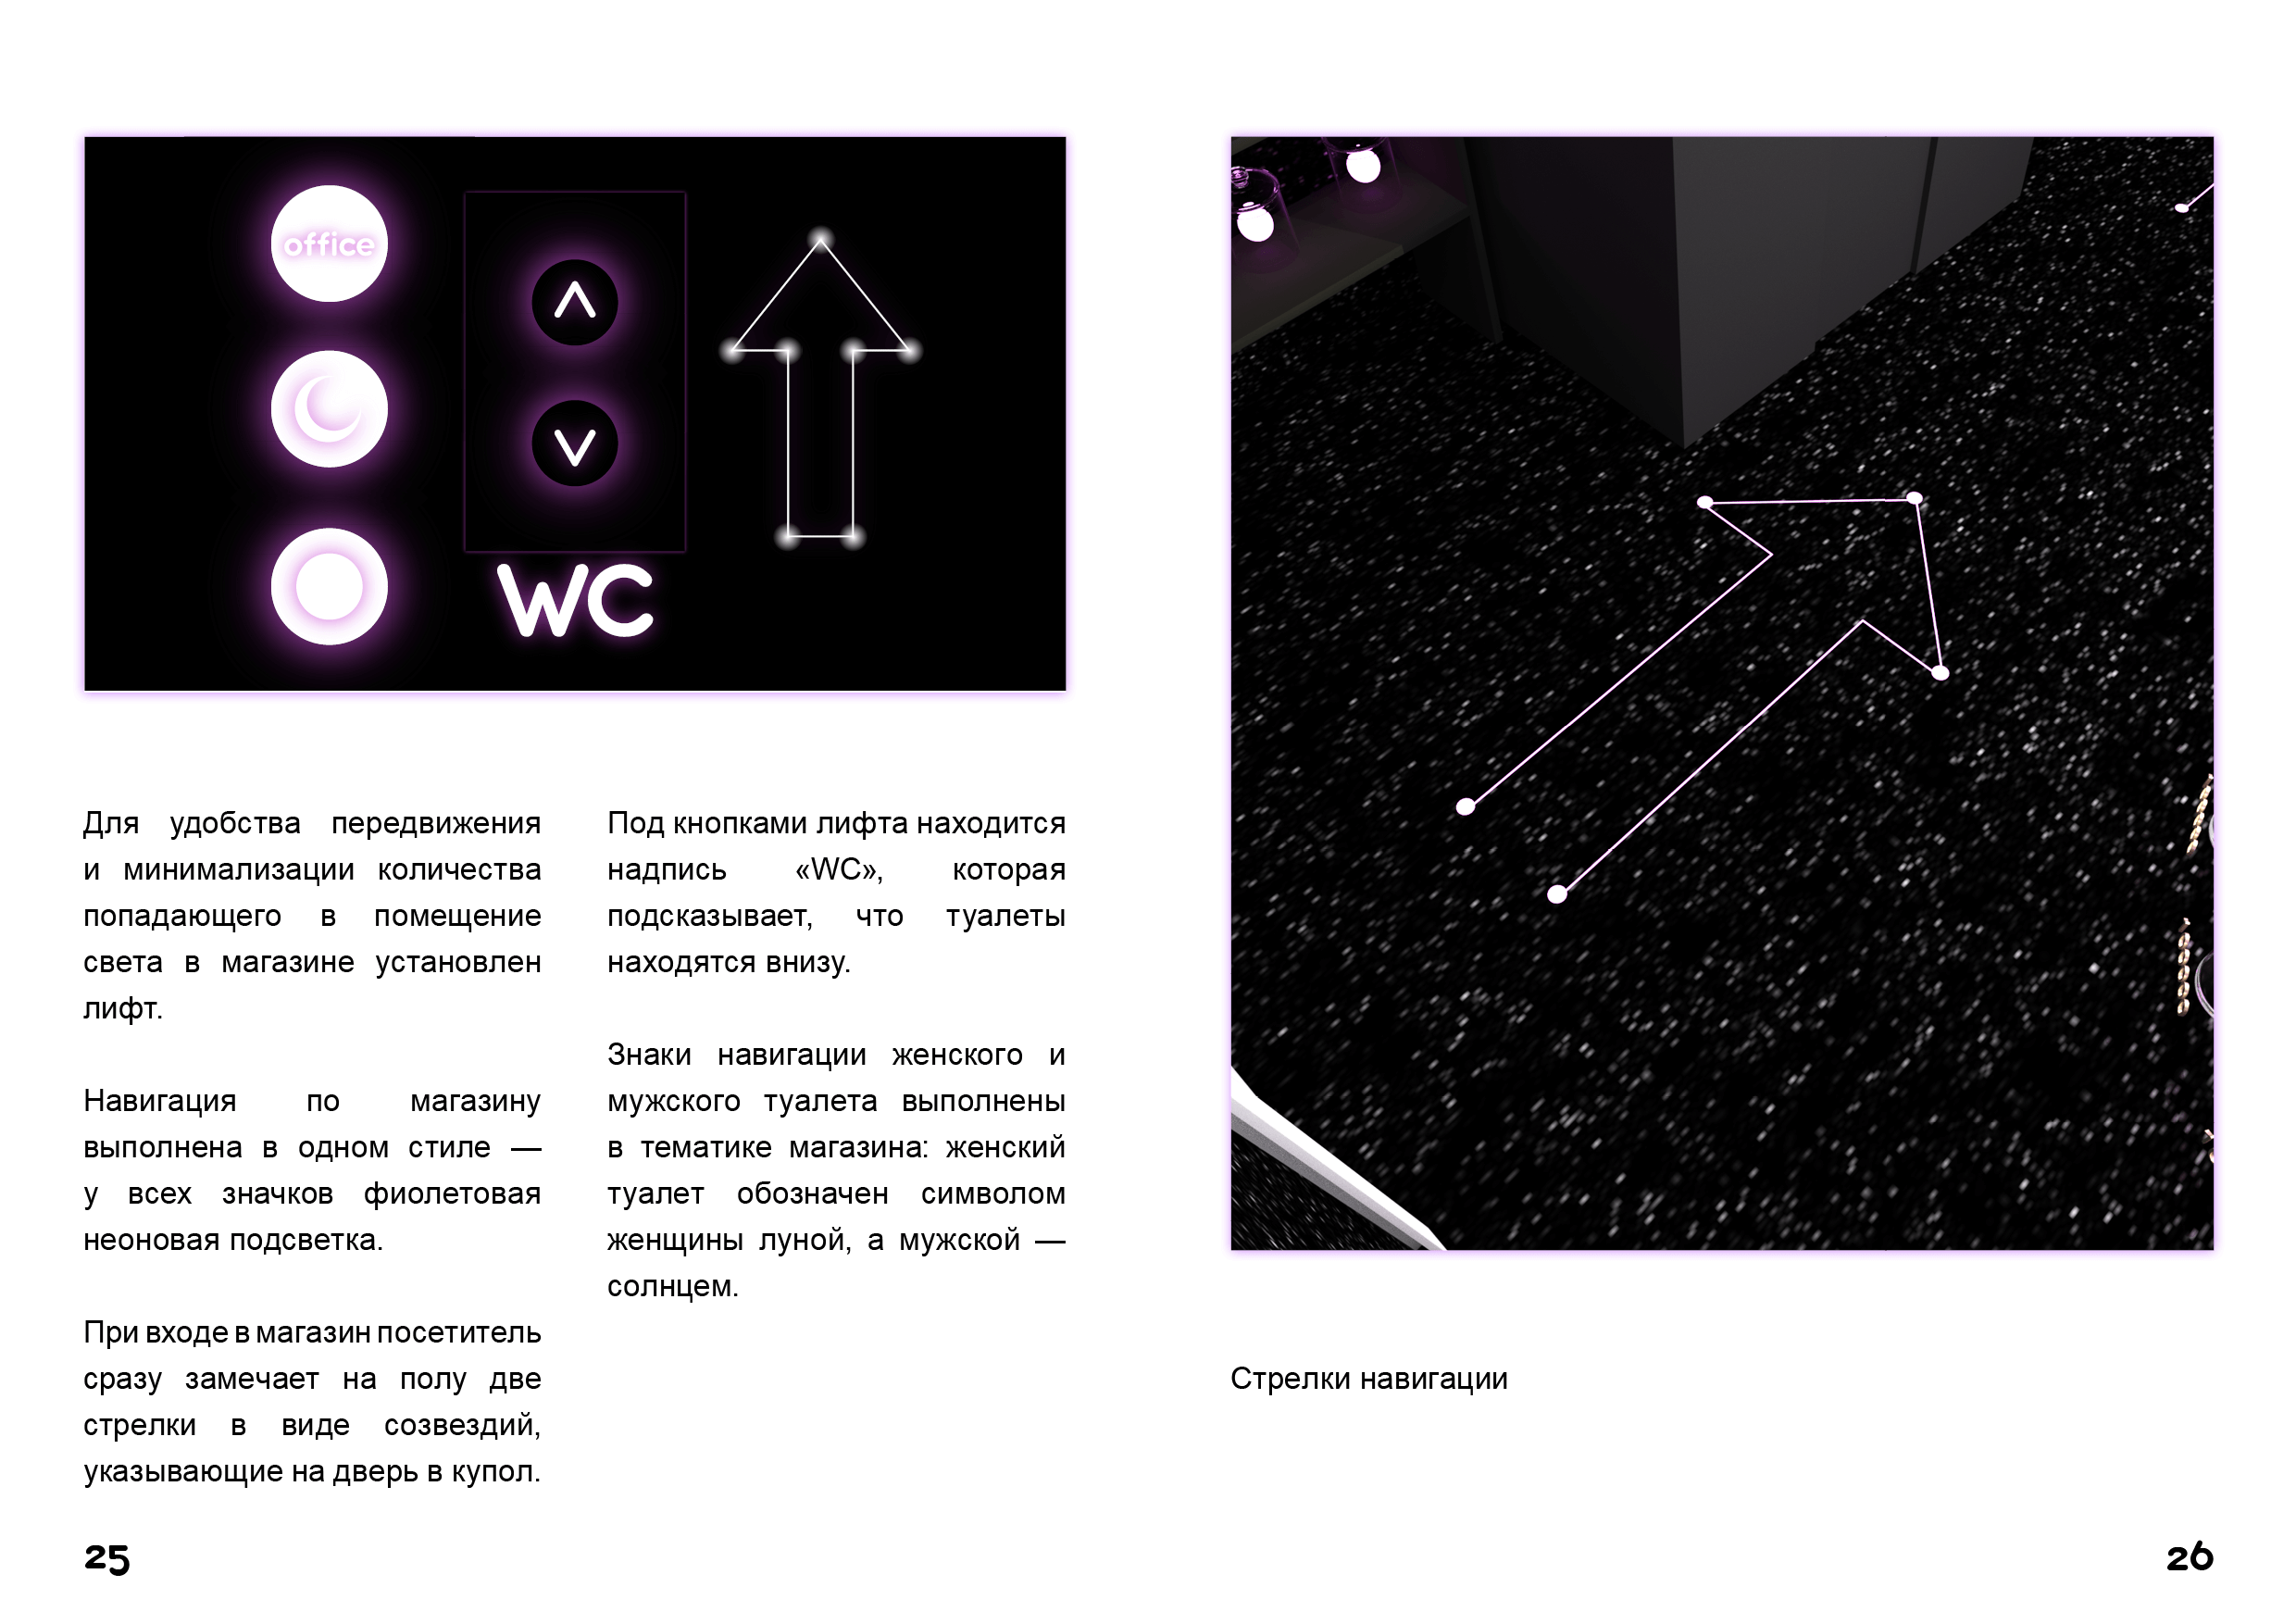 office
WC
Для удобства передвижения
и минимализации количества
попадающего в помещение
света в магазине установлен
лифт.
Навигация по магазину
выполнена в одном стиле —
у всех значков фиолетовая
неоновая подсветка.
При входе в магазин посетитель
сразу замечает на полу две
стрелки в виде созвездий,
указывающие на дверь в купол.
Под кнопками лифта находится
надпись «WC», которая
подсказывает, что туалеты
находятся внизу.
Знаки навигации женского и
мужского туалета выполнены
в тематике магазина: женский
туалет обозначен символом
женщины луной, а мужской —
солнцем.
25
Стрелки навигации
26